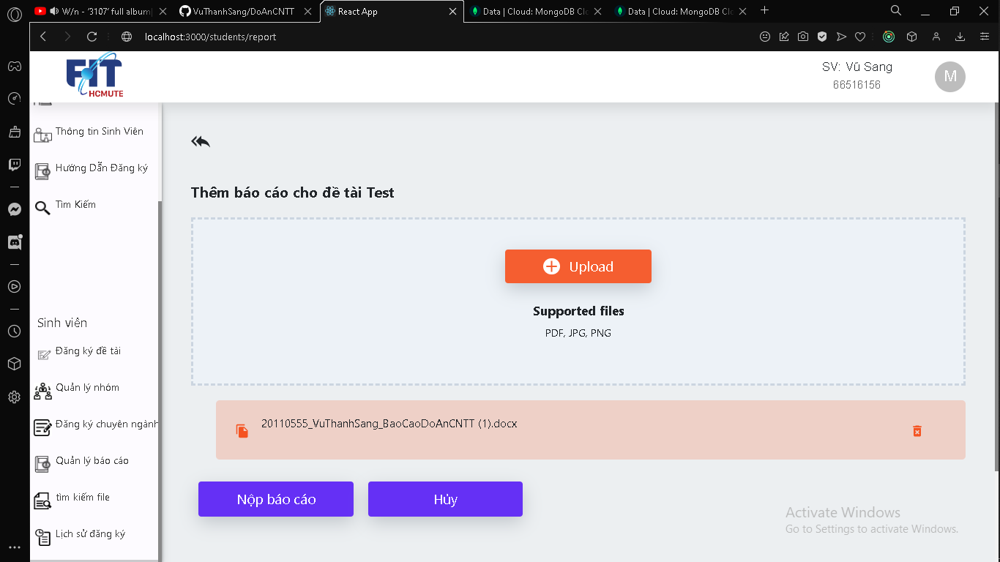 W/n - ‘3107’ full album|
VuThanhSang/DoAnCNTT
React App
Data | Cloud: MongoDB Clo
Data | Cloud: MongoDB Clo
localhost:3000/students/report
FIT
HCMUTE
SV: Vũ Sang
66516156
M
Thông tin Sinh Viên
Hướng Dẫn Đăng ký
Tìm Kiếm
Sinh viên
Đăng ký đề tài
Quản lý nhóm
Đăng ký chuyên ngành
Quản lý báo cáo
tìm kiếm file
Lịch sử đăng ký
Thêm báo cáo cho đề tài Test
Upload
Supported files
PDF, JPG, PNG
20110555_VuThanhSang_BaoCaoDoAnCNTT (1).docx
Nộp báo cáo
Hủy
Activate Windows
Go to Settings to activate Windows.